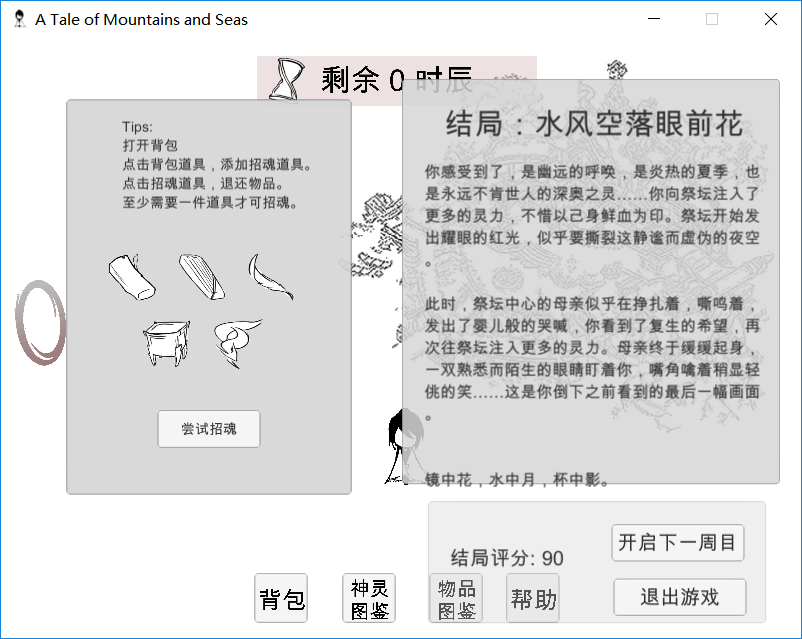 A Tale of Mountains and Seas
剩余 0 时辰
Tips:
打开背包
点击背包道具，添加招魂道具。
点击招魂道具，退还物品。
至少需要一件道具才可招魂。
尝试招魂
结局：水风空落眼前花
你感受到了，是幽远的呼唤，是炎热的夏季，也
是永远不肯世人的深奥之灵……你向祭坛注入了
更多的灵力，不惜以己身鲜血为印。祭坛开始发
出耀眼的红光，似乎要撕裂这静谧而虚伪的夜空
。
此时，祭坛中心的母亲似乎在挣扎着，嘶鸣着，
发出了婴儿般的哭喊，你看到了复生的希望，再
次往祭坛注入更多的灵力。母亲终于缓缓起身，
一双熟悉而陌生的眼睛盯着你，嘴角噙着稍显轻
佻的笑……这是你倒下之前看到的最后一幅画面
。
镜中花，水中月，杯中影。
结局评分: 90
开启下一周目
退出游戏
背包
神灵
图鉴
物品
图鉴
帮助